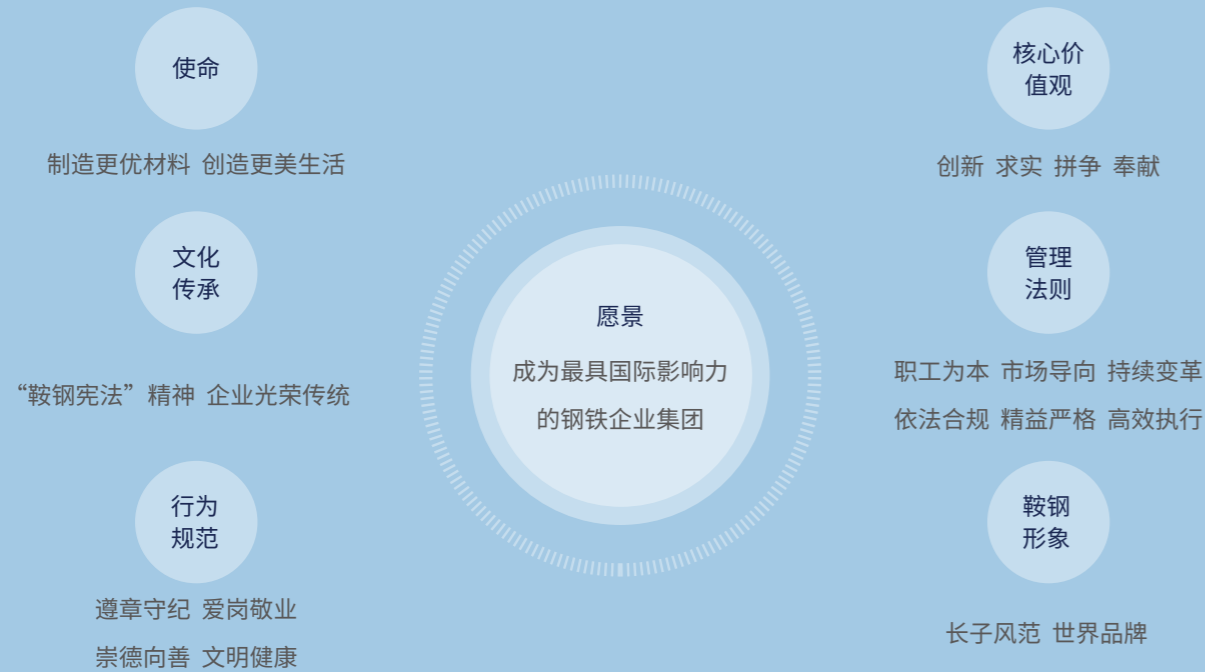 使命
制造更优材料 创造更美生活
文化
传承
“鞍钢宪法”精神 企业光荣传统
行为
规范
遵章守纪 爱岗敬业
崇德向善 文明健康
愿景
成为最具国际影响力
的钢铁企业集团
核心价
值观
创新 求实 拼争 奉献
管理
法则
职工为本 市场导向 持续变革
依法合规 精益严格 高效执行
鞍钢
形象
长子风范 世界品牌